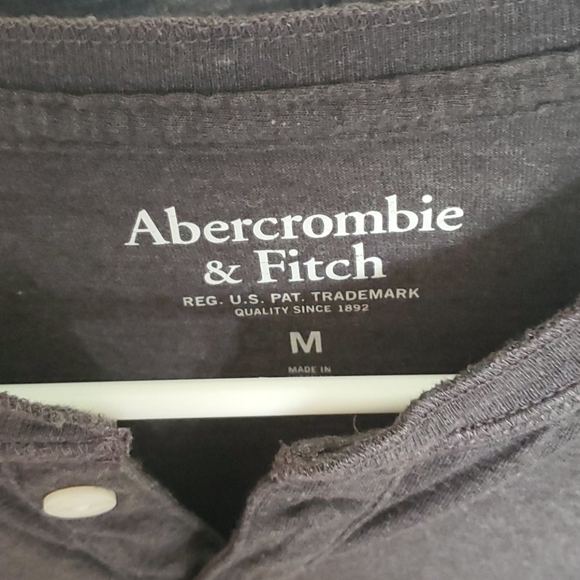 Abercrombie
& Fitch
REG. U.S. PAT. TRADEMARK
QUALITY SINCE 1892
M
MADE IN